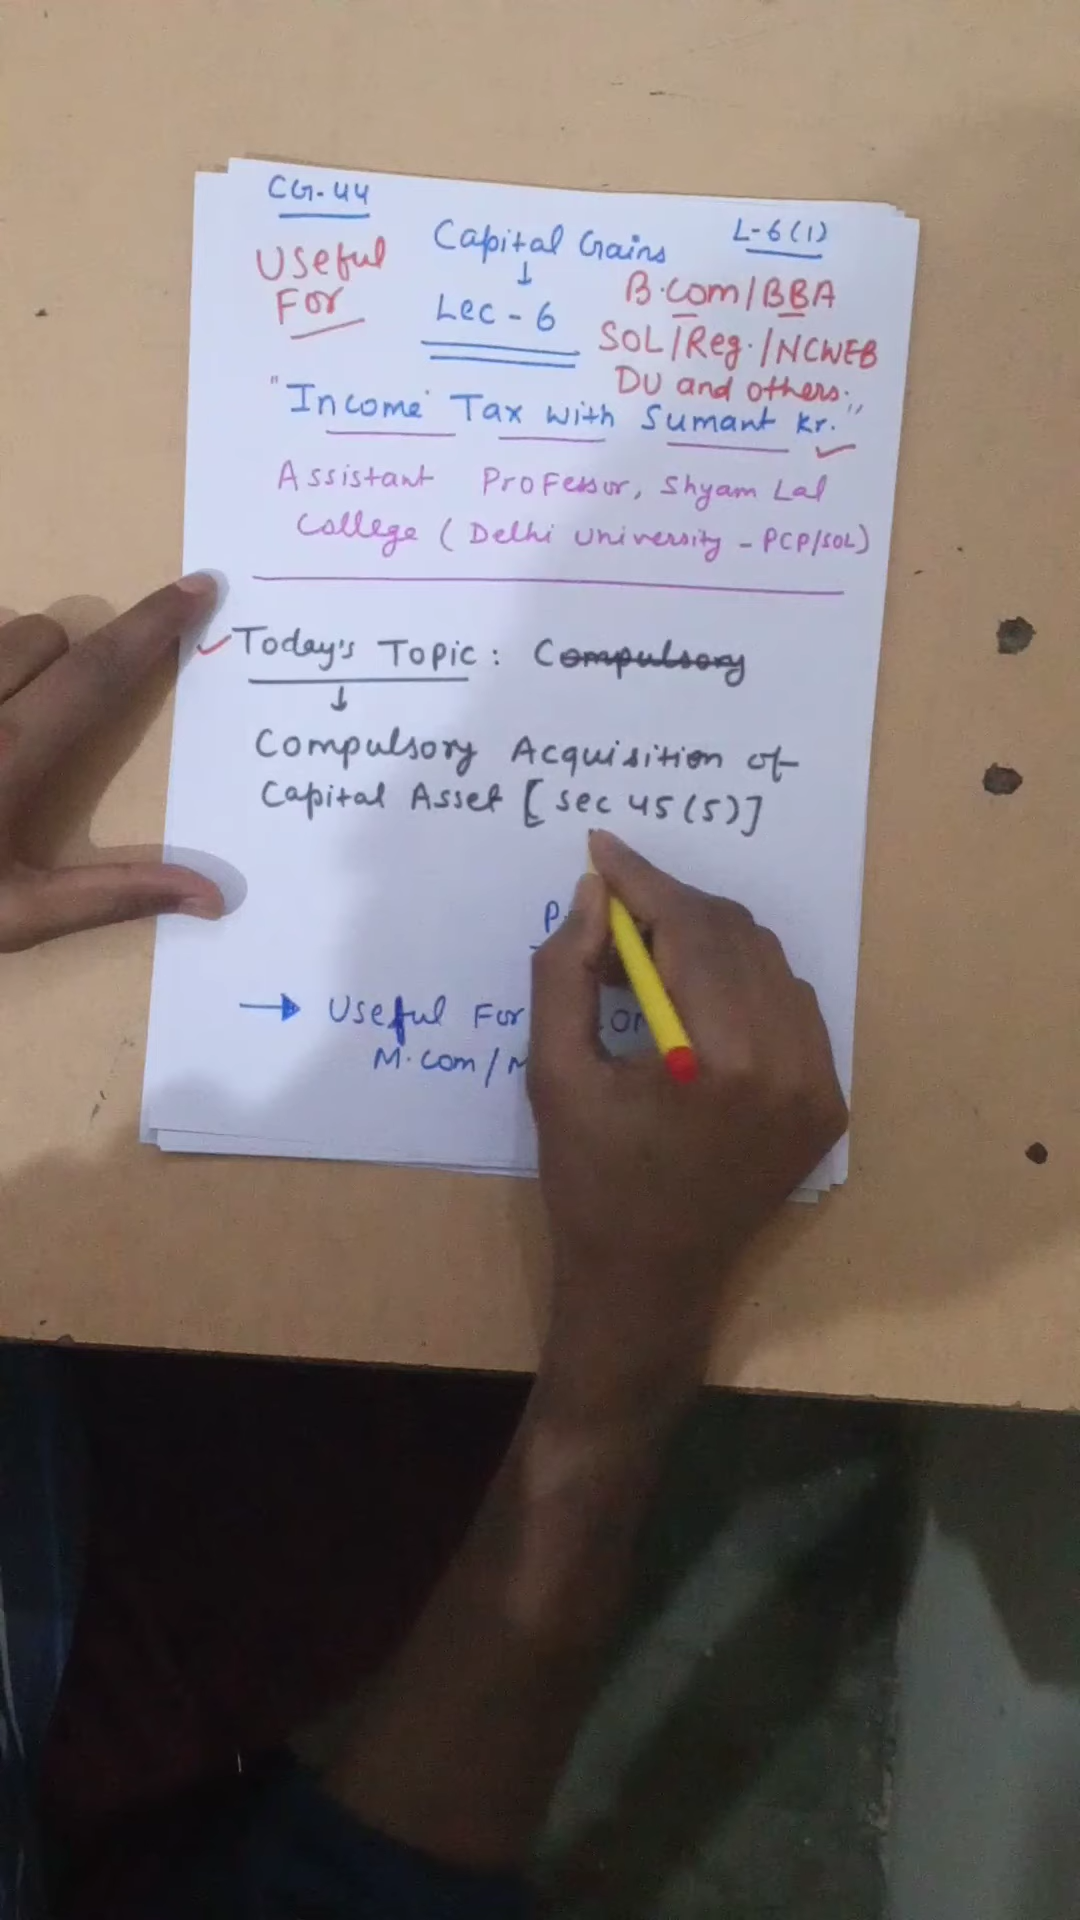 CG-44
L-6(1)
Capital Gains
Useful For
↓
Lec - 6
B.com/BBA
SOL/Reg./NCWEB
DU and others.
"Income Tax with Sumant Kr."
Assistant Professor, Shyam Lal
College (Delhi University - PCP/SOL)
Today's Topic: Compulsory
↓
Compulsory Acquisition of
Capital Asset [sec 45(5)]
→ Useful For
M.com/